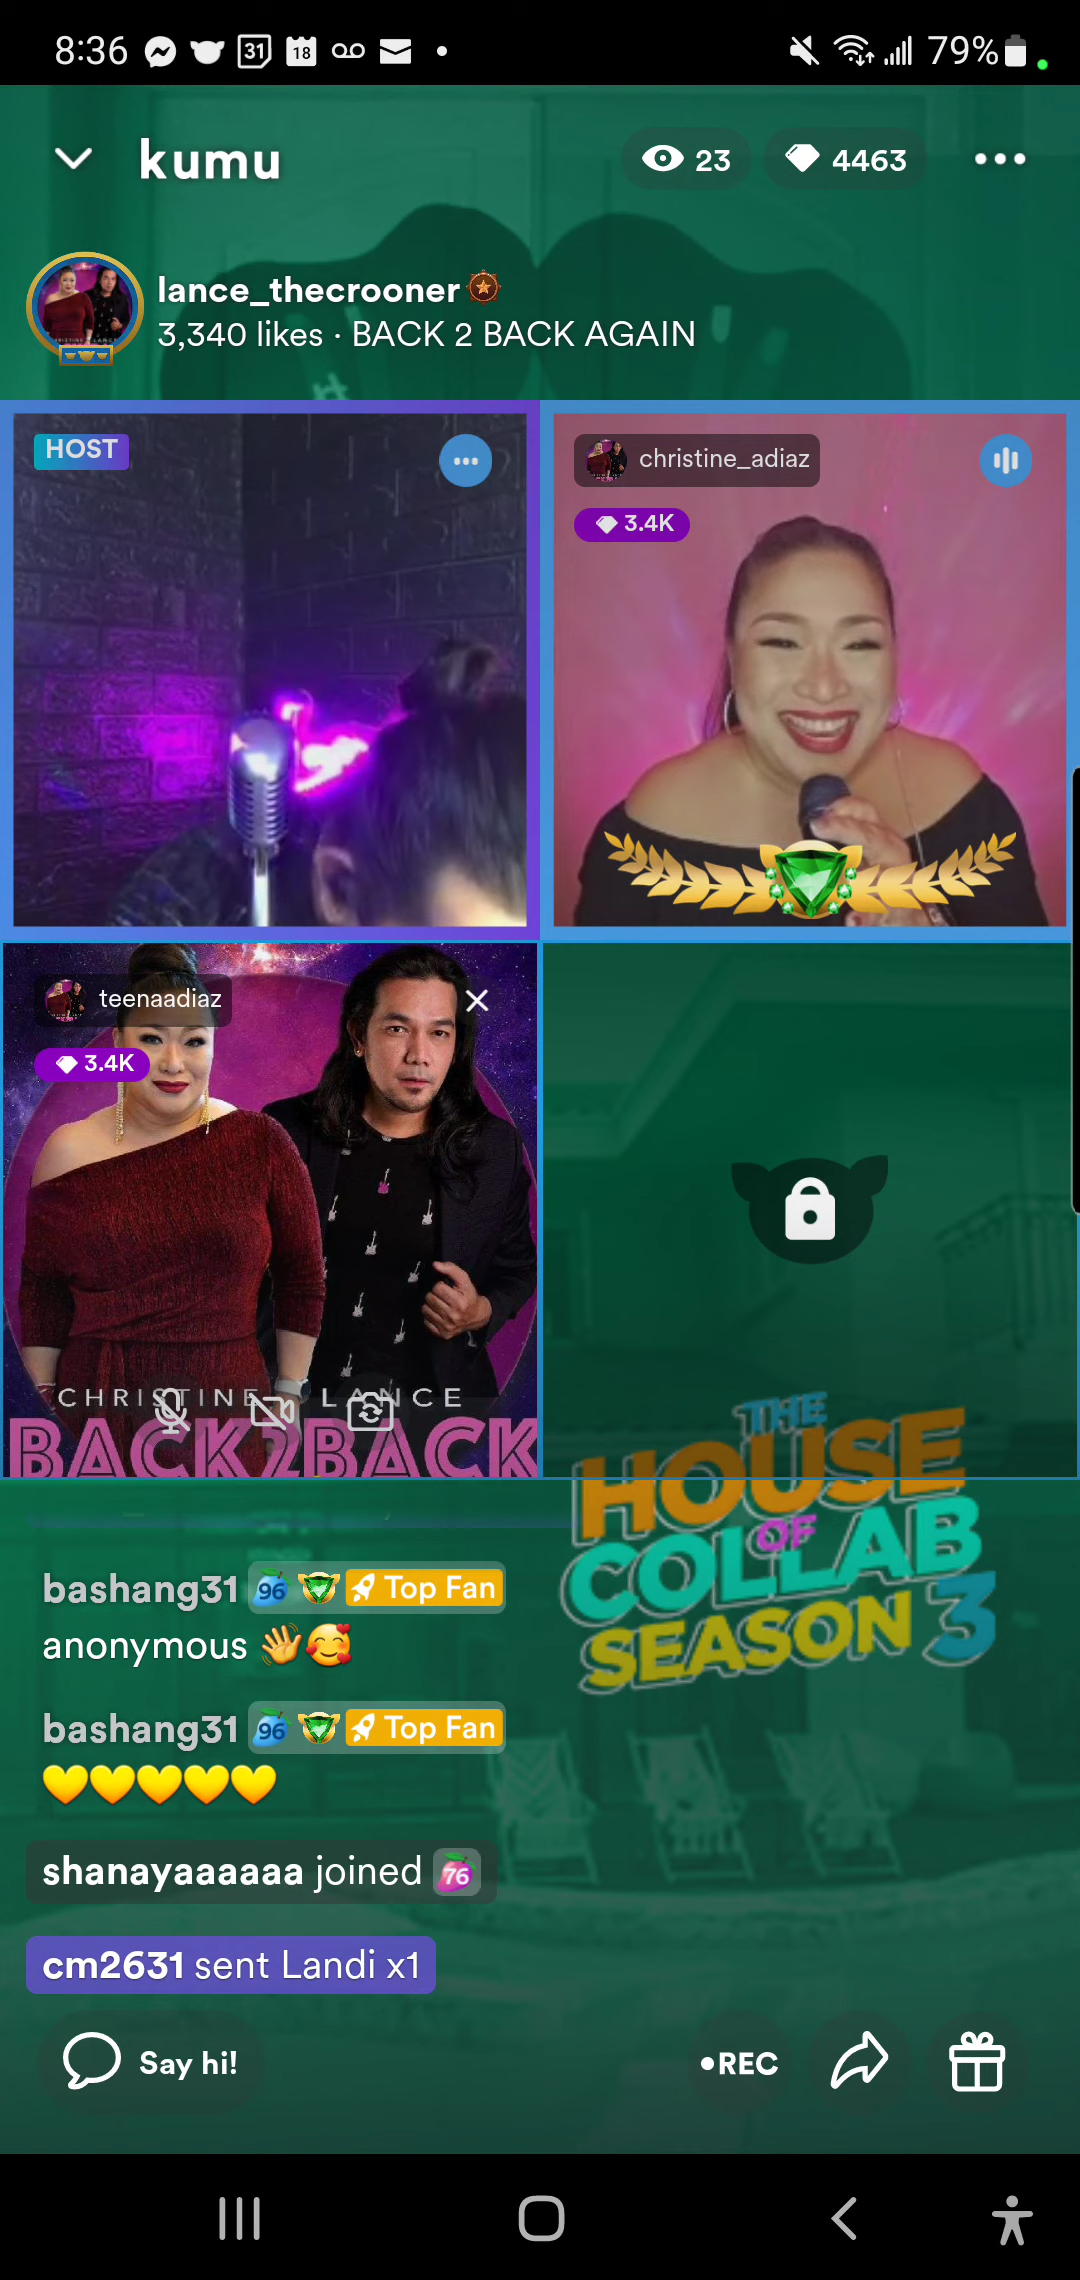 8:36
31
18
79%
kumu
23
4463
lance_thecrooner
3,340 likes · BACK 2 BACK AGAIN
HOST
christine_adiaz
3.4K
teenaadiaz
3.4K
CHRISTINE LANCE
BACK2BACK
THE
HOUSE
OF
COLLAB
SEASON 3
bashang31 96 Top Fan
anonymous 👋🥰
bashang31 96 Top Fan
💛💛💛💛💛
shanayaaaaaa joined 76
cm2631 sent Landi x1
Say hi!
•REC